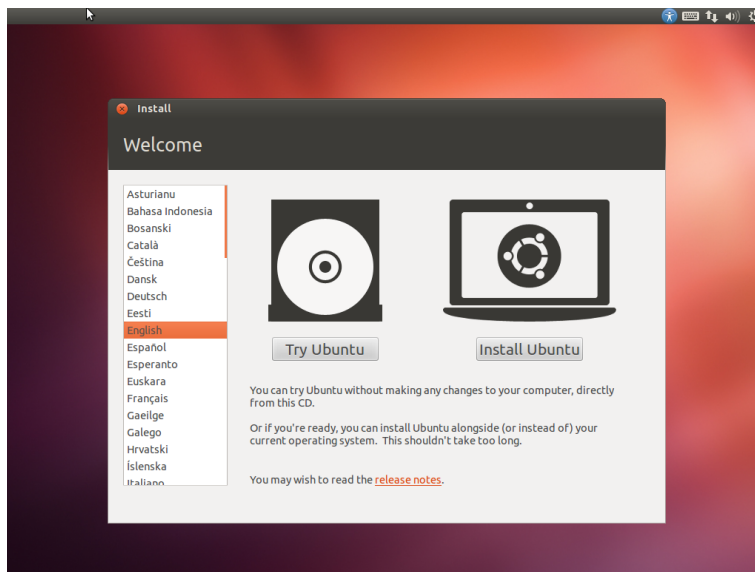 Install
Welcome
Asturianu
Bahasa Indonesia
Bosanski
Català
Čeština
Dansk
Deutsch
Eesti
English
Español
Esperanto
Euskara
Français
Gaeilge
Galego
Hrvatski
Íslenska
Italiano
Try Ubuntu
Install Ubuntu
You can try Ubuntu without making any changes to your computer, directly
from this CD.
Or if you're ready, you can install Ubuntu alongside (or instead of) your
current operating system. This shouldn't take too long.
You may wish to read the release notes.